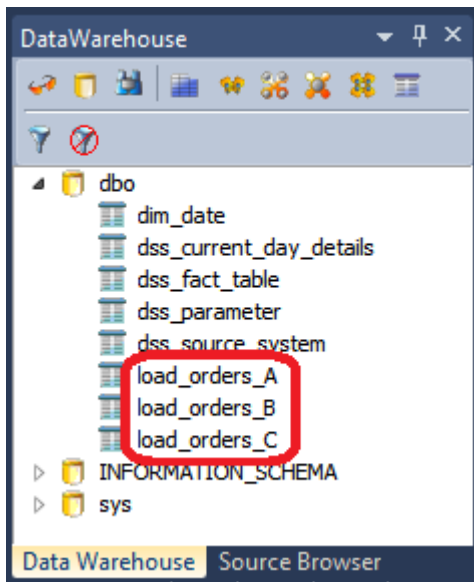 DataWarehouse
dbo
dim_date
dss_current_day_details
dss_fact_table
dss_parameter
dss_source_system
load_orders_A
load_orders_B
load_orders_C
INFORMATION_SCHEMA
sys
Data Warehouse Source Browser